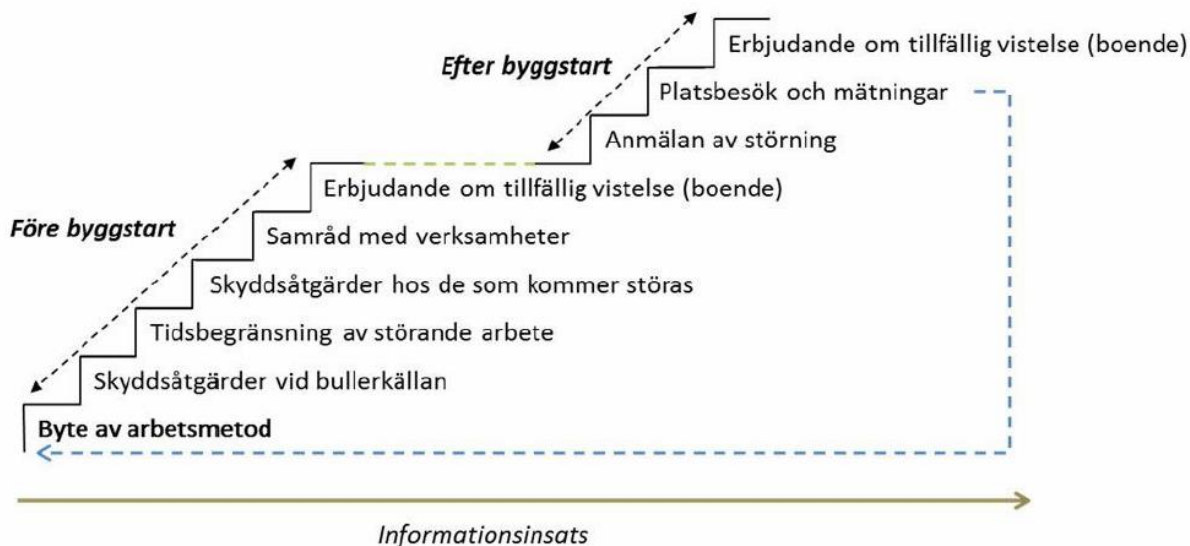 Erbjudande om tillfällig vistelse (boende)
Efter byggstart
Platsbesök och mätningar
Anmälan av störning
Erbjudande om tillfällig vistelse (boende)
Före byggstart
Samråd med verksamheter
Skyddsåtgärder hos de som kommer störas
Tidsbegränsning av störande arbete
Skyddsåtgärder vid bullerkällan
Byte av arbetsmetod
Informationsinsats